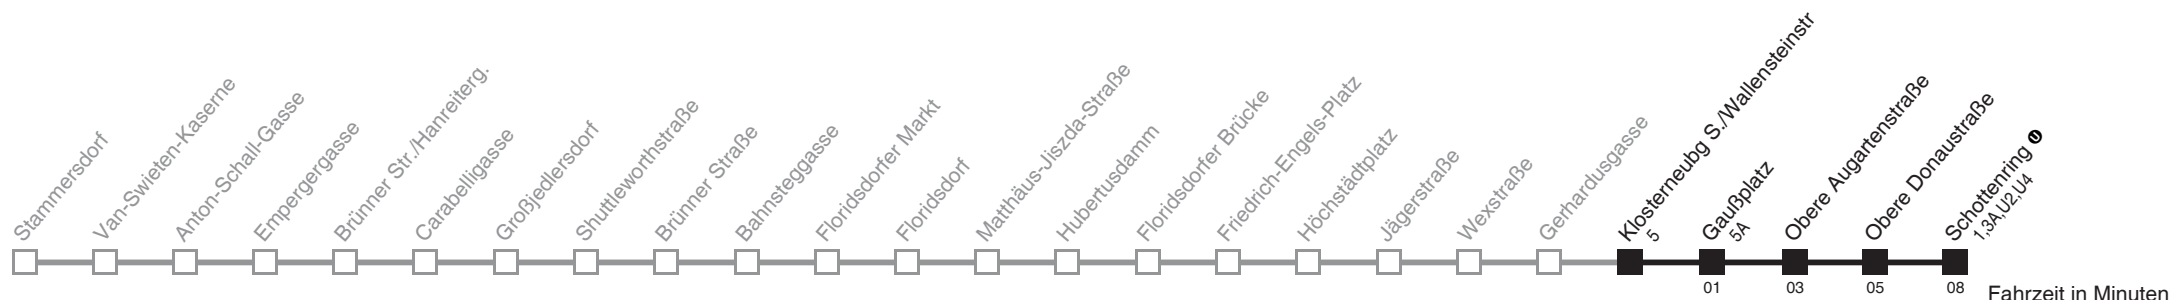 Stammersdorf
Van-Swieten-Kaserne
Anton-Schall-Gasse
Empergergasse
Brünner Str./Hanreiterg.
Carabelligasse
Großjedlersdorf
Shuttleworthstraße
Brünner Straße
Bahnsteggasse
Floridsdorfer Markt
Floridsdorf
Matthäus-Jiszda-Straße
Hubertusdamm
Floridsdorfer Brücke
Friedrich-Engels-Platz
Höchstädtplatz
Jägerstraße
Wexstraße
Gerhardusgasse
Klosterneubg S./Wallensteinstr
5
Gaußplatz
5A
Obere Augartenstraße
Obere Donaustraße
Schottenring U
1,3A,U2,U4
01 03 05 08 Fahrzeit in Minuten